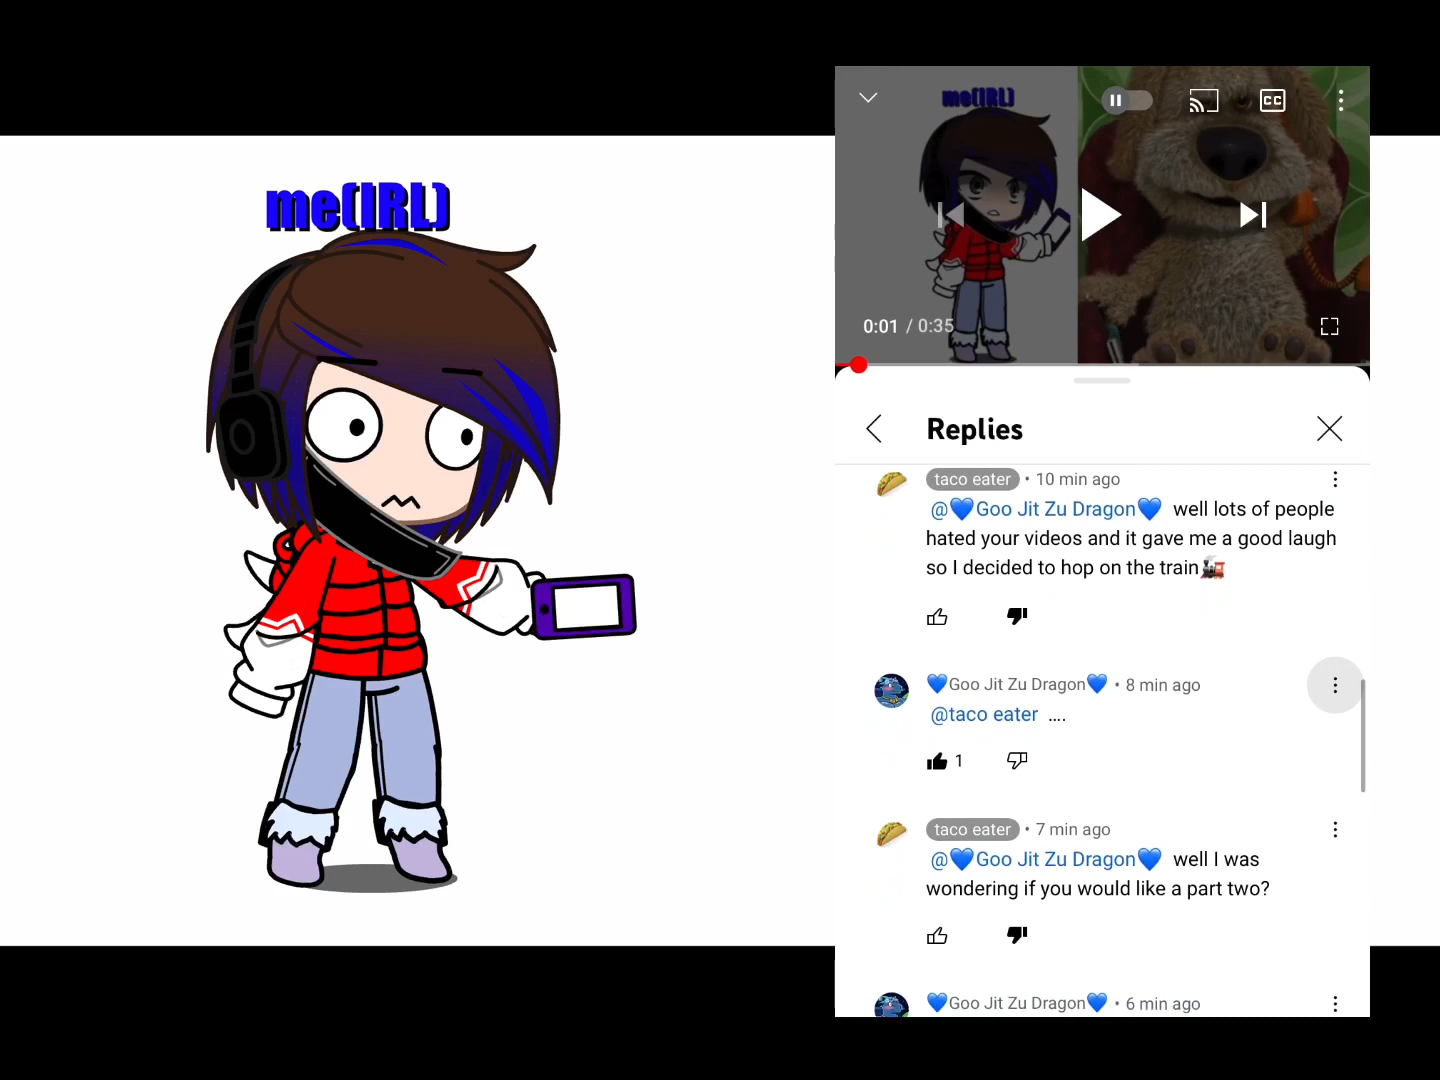 me(IRL)
me(IRL)
CC
0:01 / 0:35
Replies
taco eater • 10 min ago
@💙Goo Jit Zu Dragon💙 well lots of people
hated your videos and it gave me a good laugh
so I decided to hop on the train🚂
💙Goo Jit Zu Dragon💙 • 8 min ago
@taco eater ....
1
taco eater • 7 min ago
@💙Goo Jit Zu Dragon💙 well I was
wondering if you would like a part two?
💙Goo Jit Zu Dragon💙 • 6 min ago